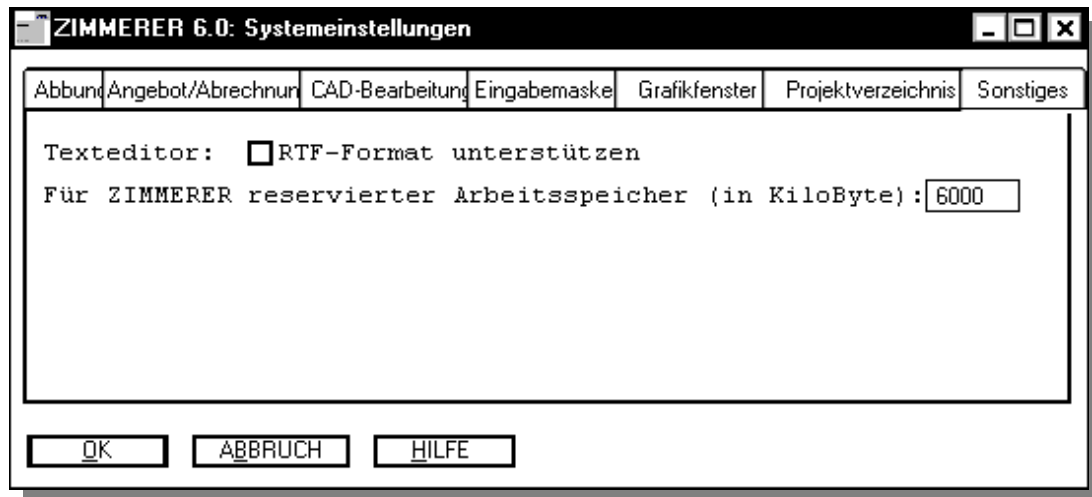 ZIMMERER 6.0: Systemeinstellungen
Abbund Angebot/Abrechnun CAD-Bearbeitung Eingabemaske Grafikfenster Projektverzeichnis Sonstiges
Texteditor: RTF-Format unterstützen
Für ZIMMERER reservierter Arbeitsspeicher (in KiloByte): 6000
OK ABBRUCH HILFE